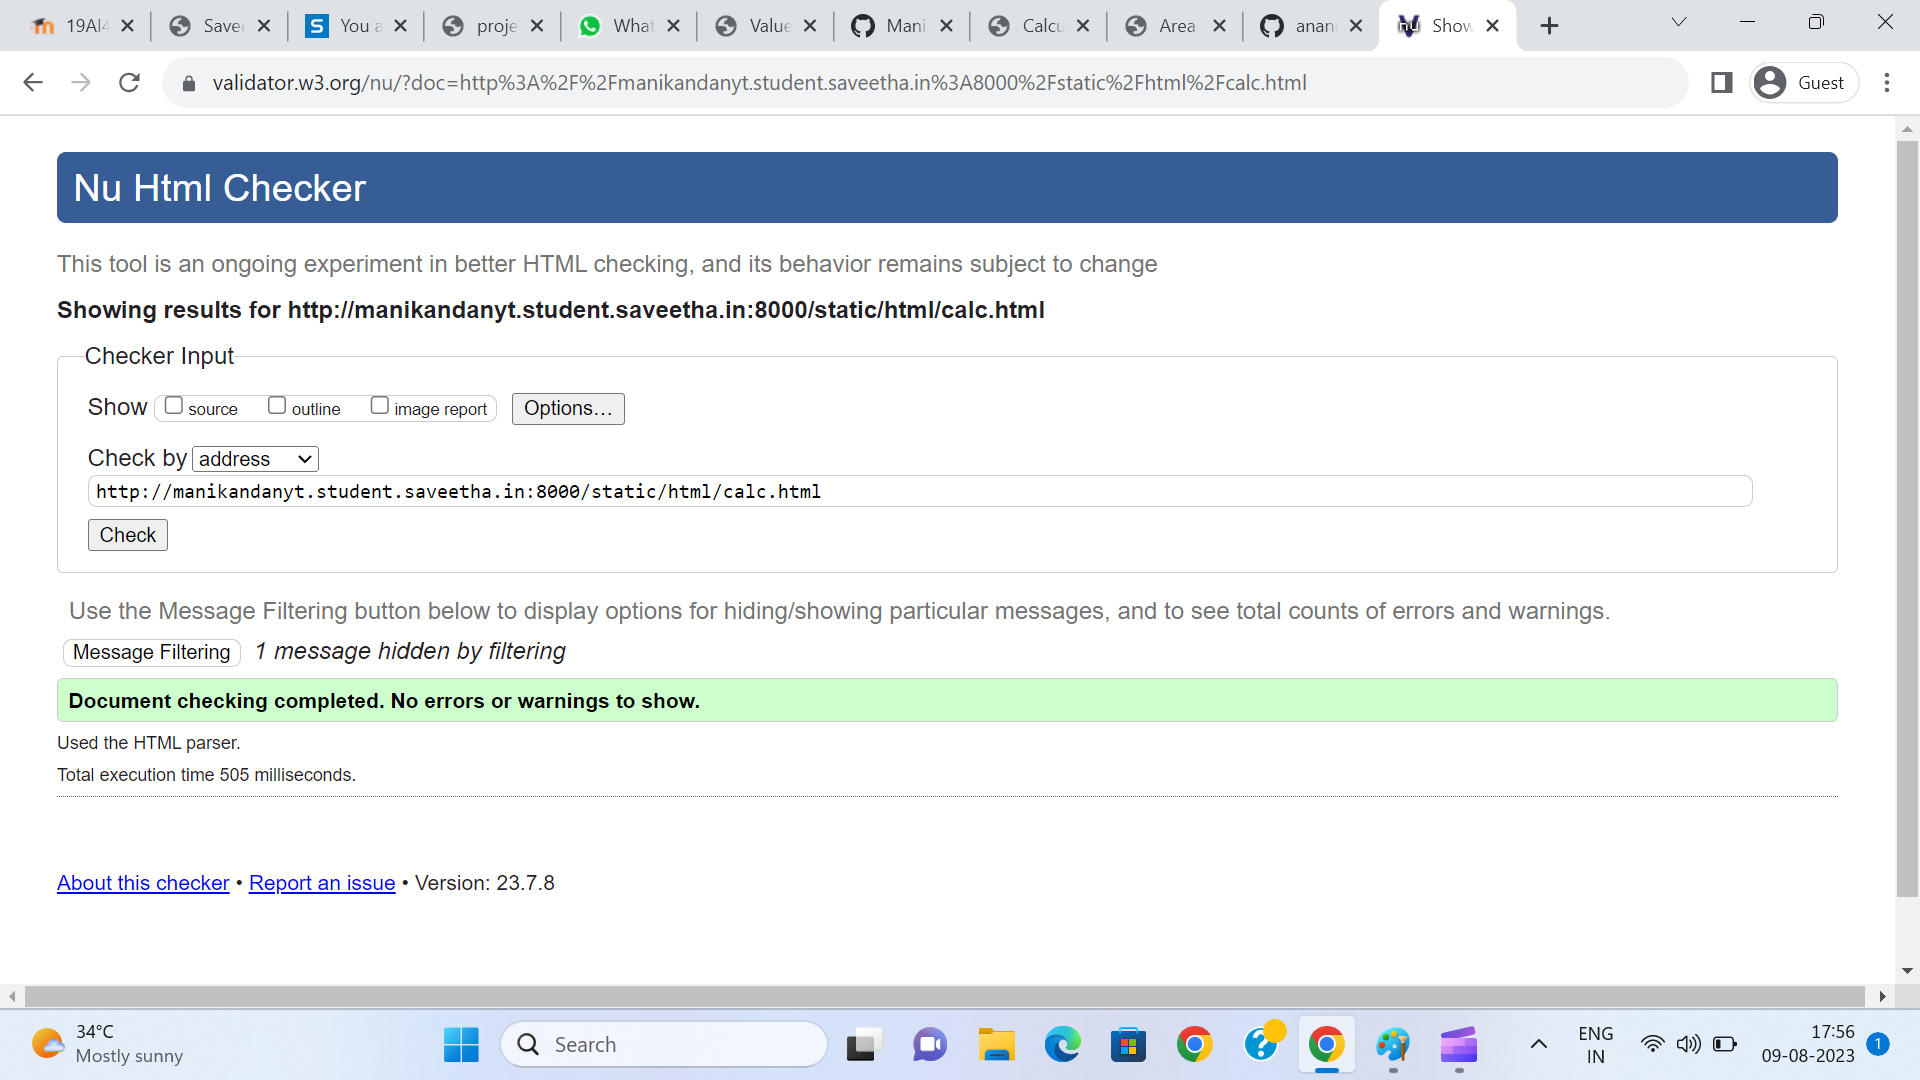 19AI4
Save
You a
proje
What
Value
Mani
Calcu
Area
anan
Show
validator.w3.org/nu/?doc=http%3A%2F%2Fmanikandanyt.student.saveetha.in%3A8000%2Fstatic%2Fhtml%2Fcalc.html
Guest
Nu Html Checker
This tool is an ongoing experiment in better HTML checking, and its behavior remains subject to change
Showing results for http://manikandanyt.student.saveetha.in:8000/static/html/calc.html
Checker Input
Show source outline image report Options...
Check by address
http://manikandanyt.student.saveetha.in:8000/static/html/calc.html
Check
Use the Message Filtering button below to display options for hiding/showing particular messages, and to see total counts of errors and warnings.
Message Filtering 1 message hidden by filtering
Document checking completed. No errors or warnings to show.
Used the HTML parser.
Total execution time 505 milliseconds.
About this checker • Report an issue • Version: 23.7.8
34°C
Mostly sunny
Search
ENG
IN
17:56
09-08-2023
1